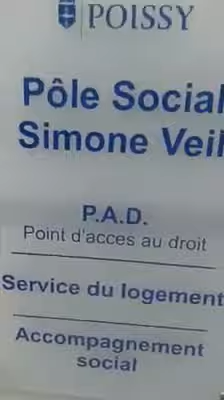 POISSY
Pôle Social
Simone Veil
P.A.D.
Point d'acces au droit
Service du logement
Accompagnement
social